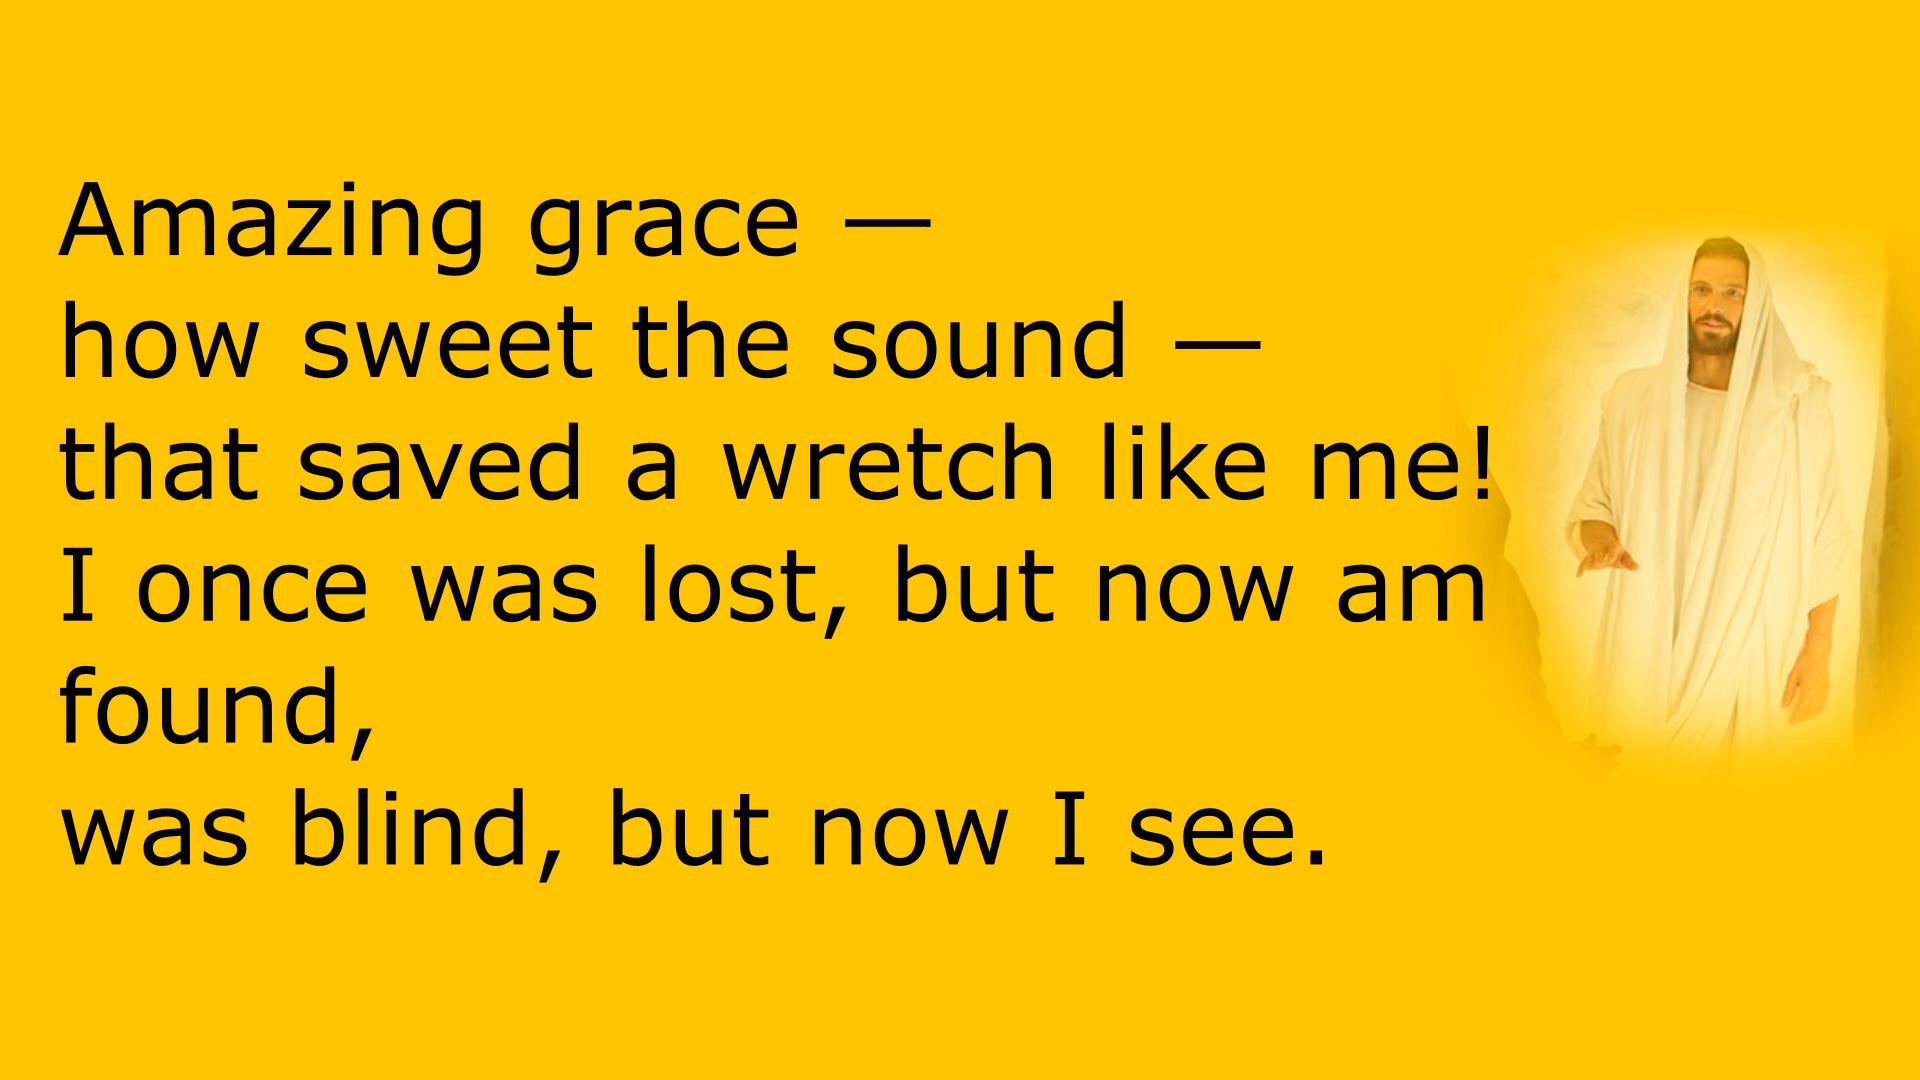 Amazing grace —
how sweet the sound —
that saved a wretch like me!
I once was lost, but now am
found,
was blind, but now I see.